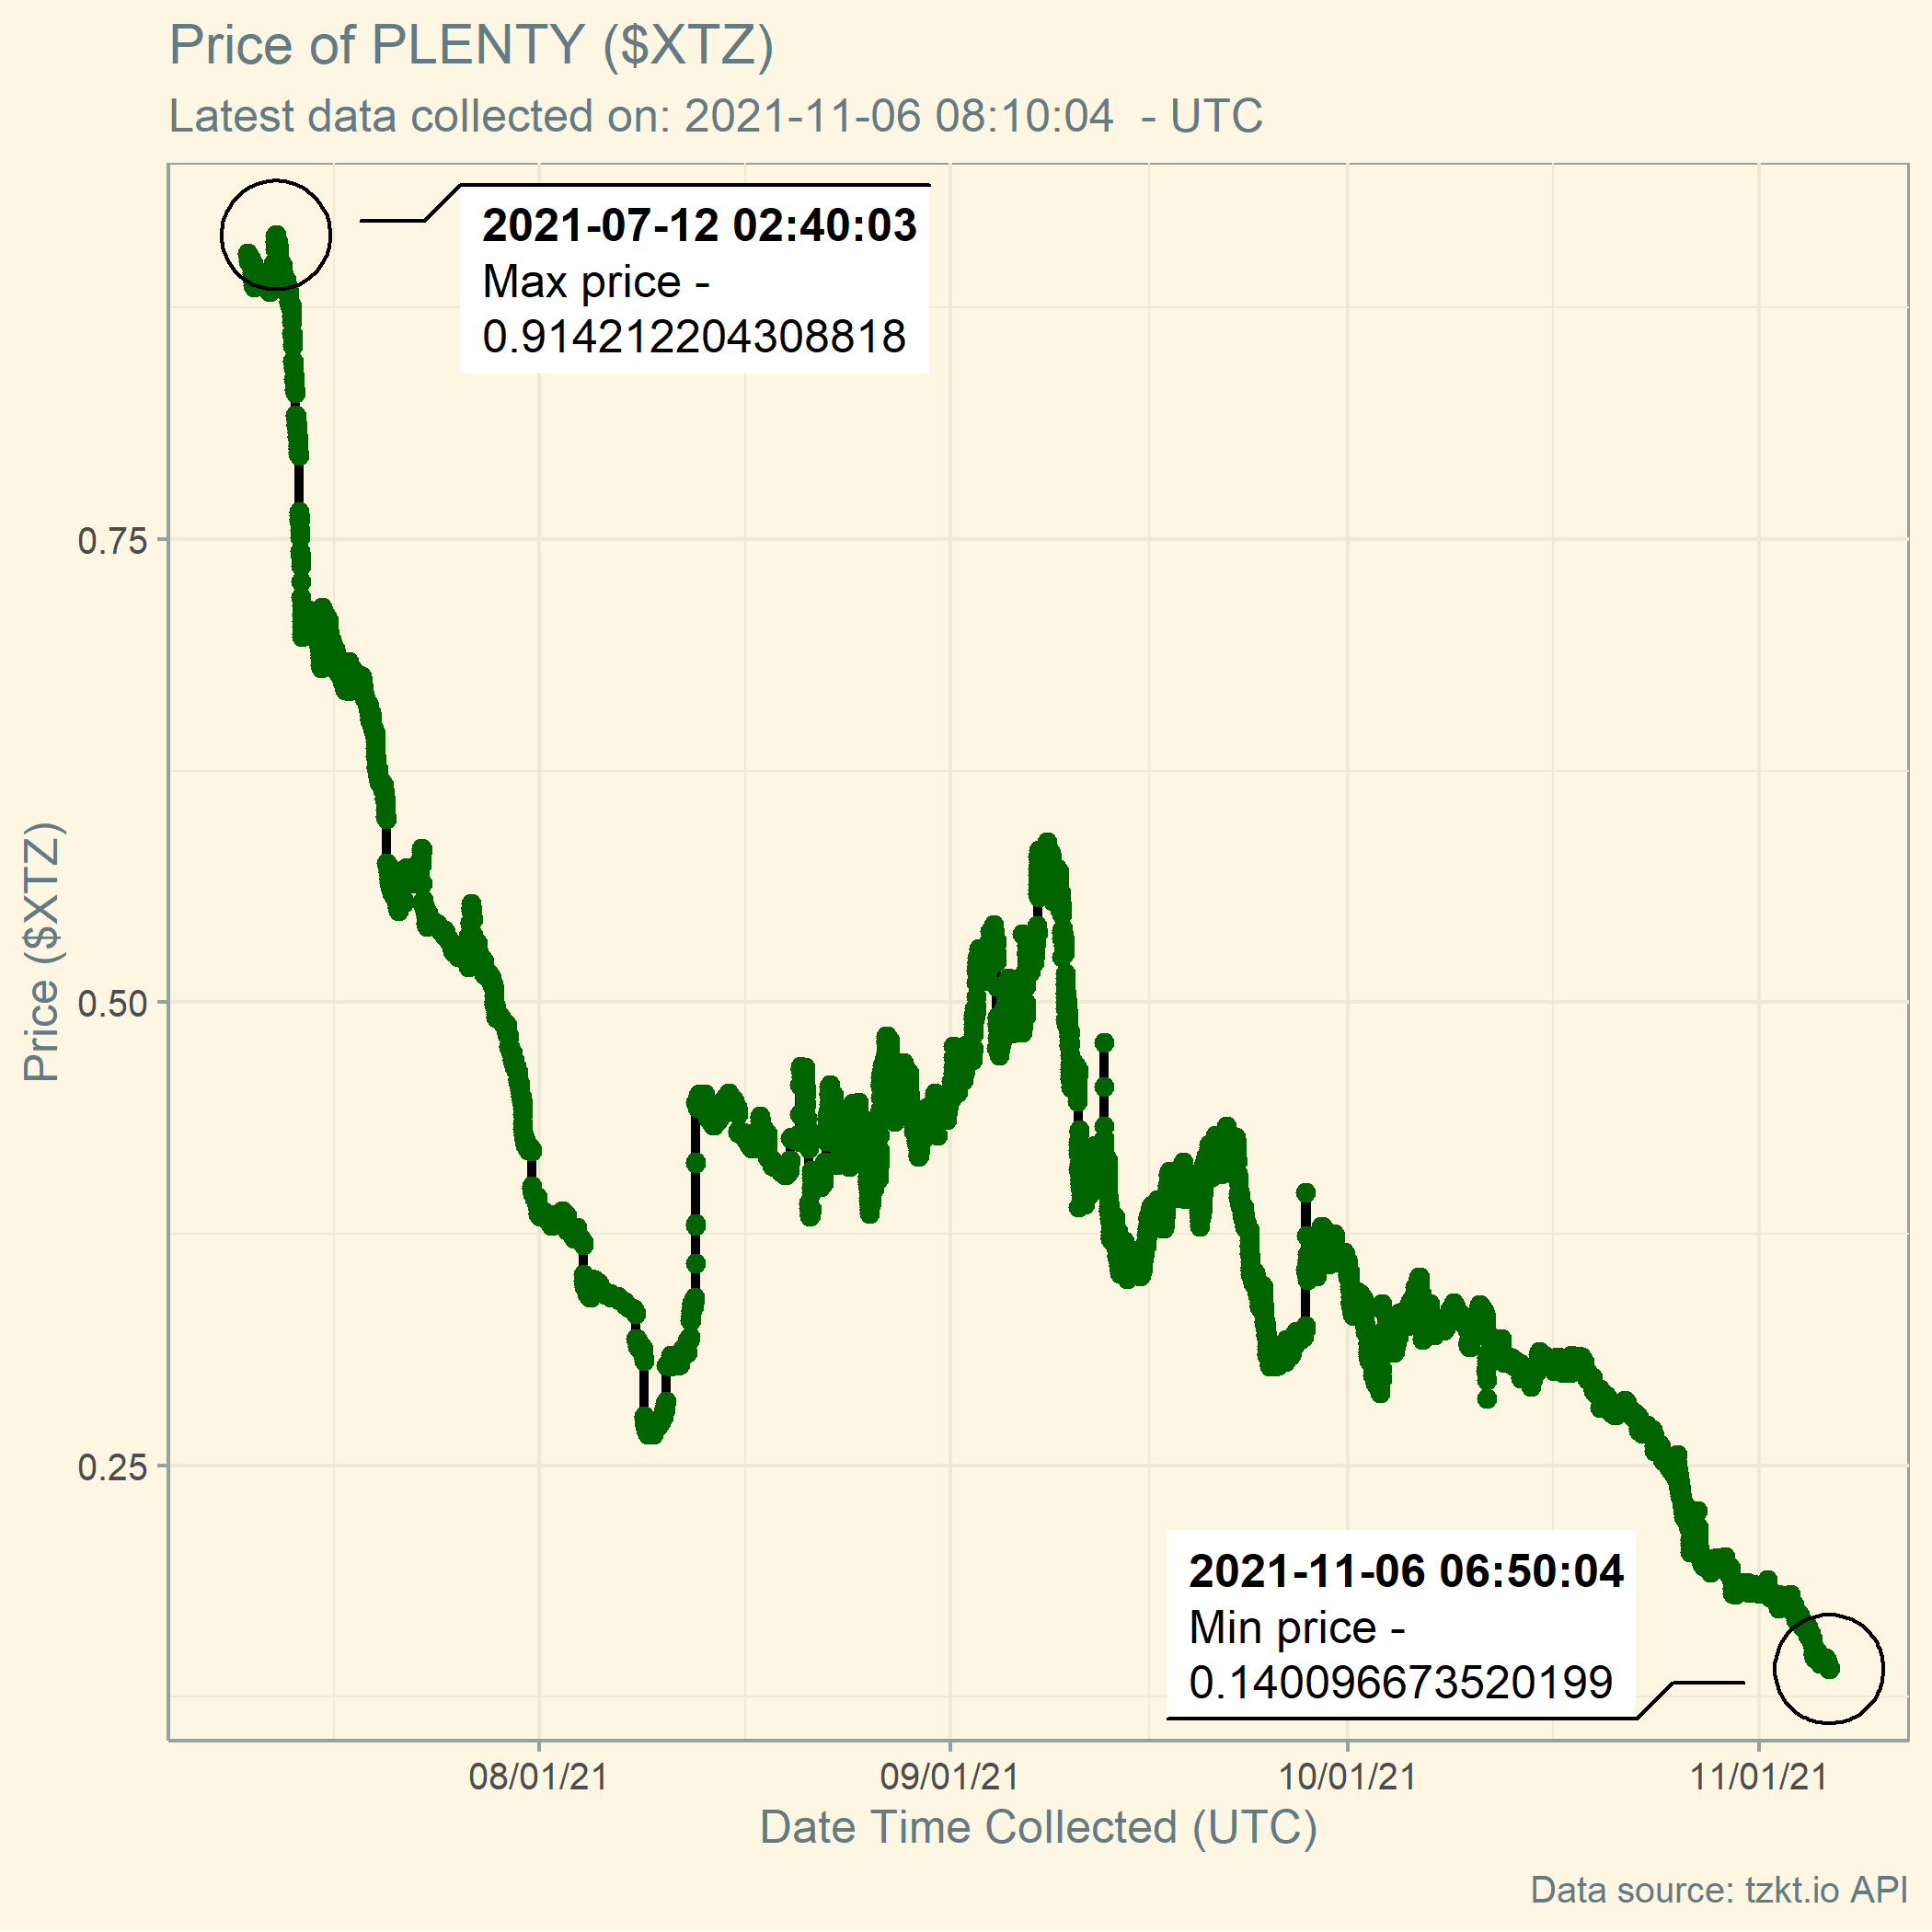 Price of PLENTY ($XTZ)
Latest data collected on: 2021-11-06 08:10:04  - UTC
2021-07-12 02:40:03
Max price -
0.914212204308818
0.75
0.50
0.25
Price ($XTZ)
2021-11-06 06:50:04
Min price -
0.140096673520199
08/01/21
09/01/21
10/01/21
11/01/21
Date Time Collected (UTC)
Data source: tzkt.io API